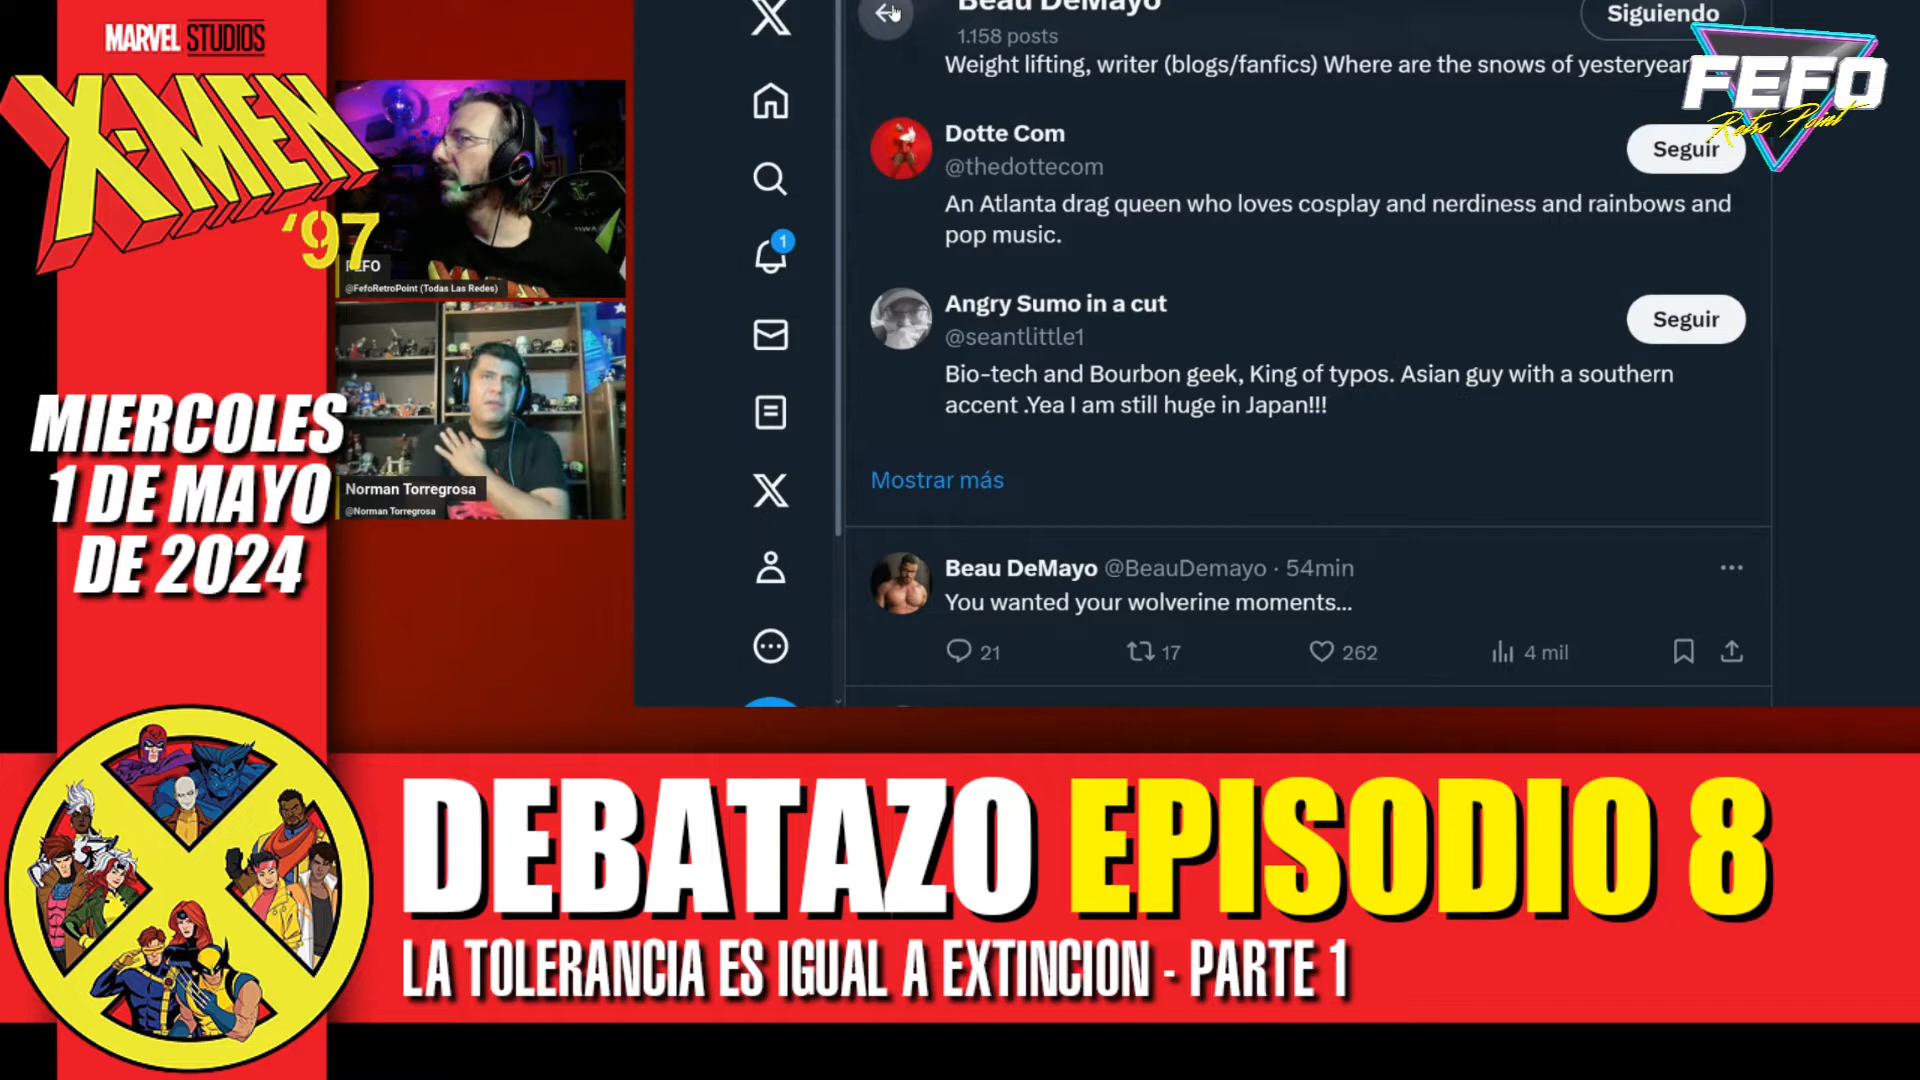 MARVEL STUDIOS
X-MEN
'97
MIERCOLES
1 DE MAYO
DE 2024
FEFO
@FefoRetroPoint (Todas Las Redes)
Norman Torregrosa
@Norman Torregrosa
Beau DeMayo
1.158 posts
Siguiendo
Weight lifting, writer (blogs/fanfics) Where are the snows of yesteryear
FEFO
Retro Point
Dotte Com
@thedottecom
Seguir
An Atlanta drag queen who loves cosplay and nerdiness and rainbows and
pop music.
Angry Sumo in a cut
@seantlittle1
Seguir
Bio-tech and Bourbon geek, King of typos. Asian guy with a southern
accent .Yea I am still huge in Japan!!!
Mostrar más
1
Beau DeMayo @BeauDemayo · 54min
You wanted your wolverine moments...
21 17 262 4 mil
DEBATAZO EPISODIO 8
LA TOLERANCIA ES IGUAL A EXTINCION - PARTE 1